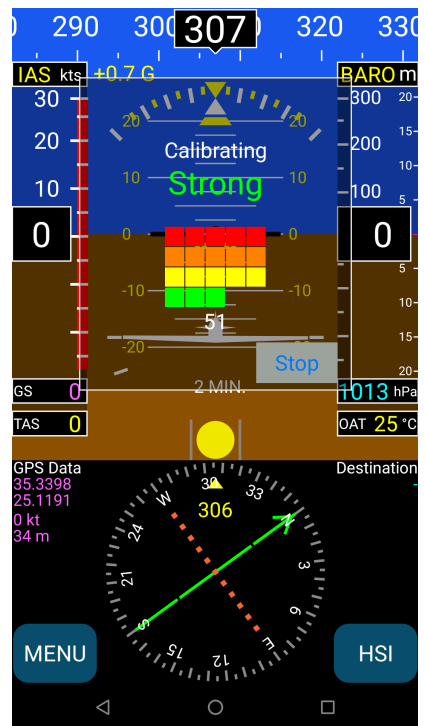 290 300 307 320 330
IAS kts +0.7 G BARO m
30 300 20
20 20
20 200 15
Calibrating
10 10 Strong 10 100 10
5
0 0 0 0
-10 -10 5
10
51
15
-20 -20
Stop
20
GS 0 2 MIN. 1013 hPa
TAS 0 OAT 25 °C
GPS Data Destination
35.3398 -
25.1191
0 kt
34 m
30 33 N 3 6 E 12 15 S 21 24 W
306
MENU HSI